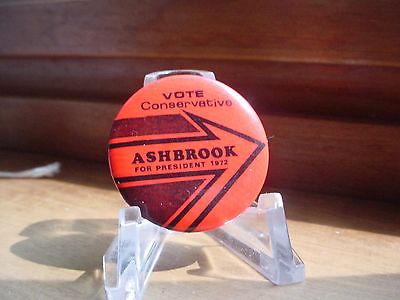 VOTE
Conservative
ASHBROOK
FOR PRESIDENT 1972